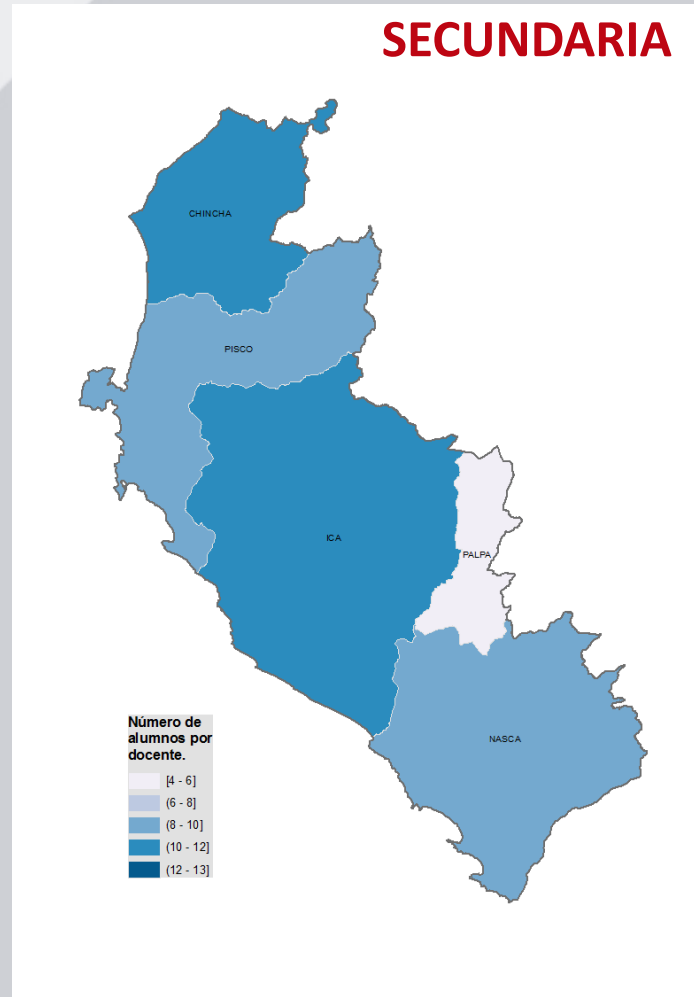 SECUNDARIA
CHINCHA
PISCO
ICA
PALPA
NASCA
Número de
alumnos por
docente.
[4 - 6]
(6 - 8]
(8 - 10]
(10 - 12]
(12 - 13]